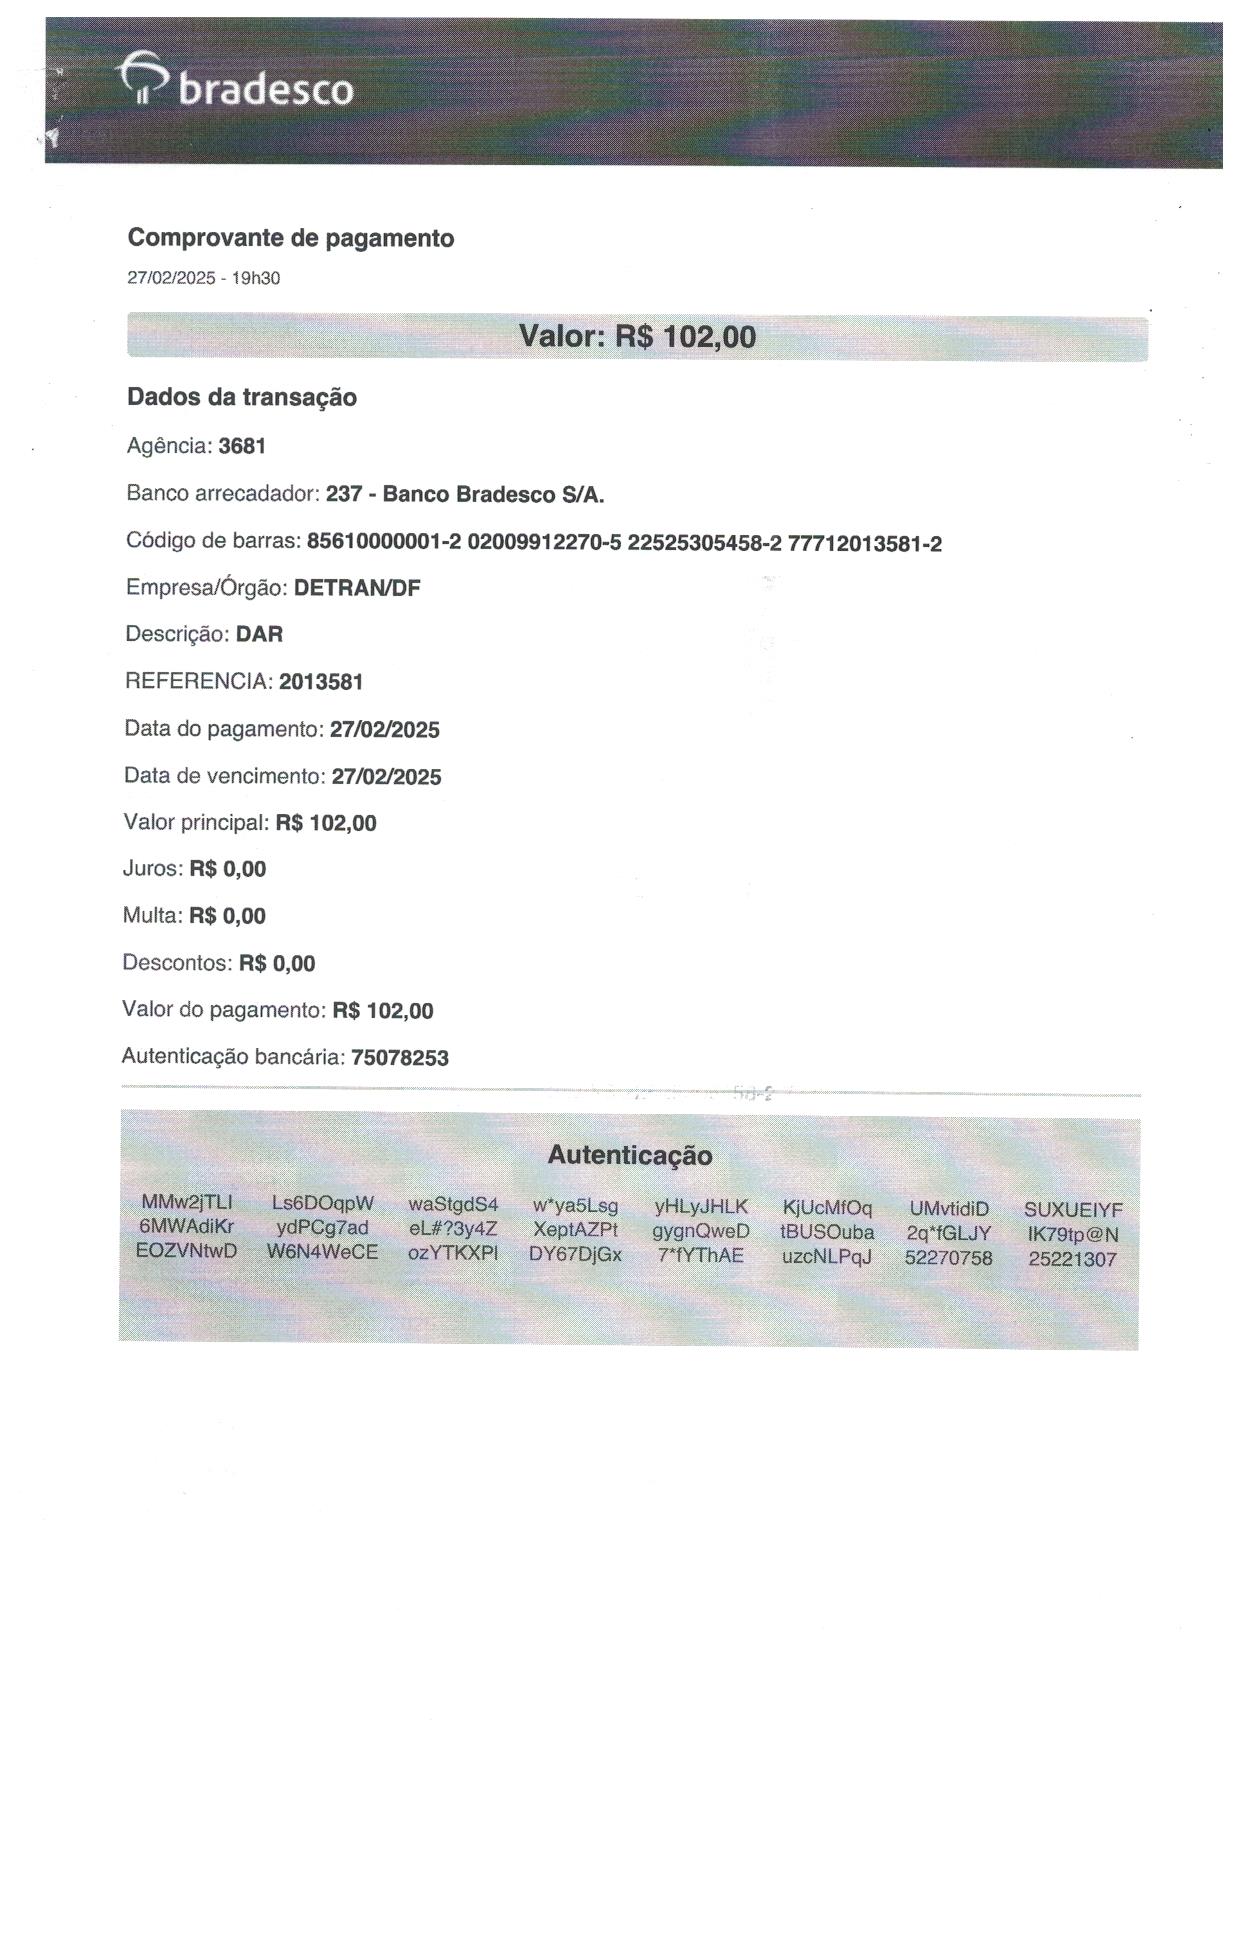 bradesco
Comprovante de pagamento
27/02/2025 - 19h30
Valor: R$ 102,00
Dados da transação
Agência: 3681
Banco arrecadador: 237 - Banco Bradesco S/A.
Código de barras: 85610000001-2 02009912270-5 22525305458-2 77712013581-2
Empresa/Órgão: DETRAN/DF
Descrição: DAR
REFERENCIA: 2013581
Data do pagamento: 27/02/2025
Data de vencimento: 27/02/2025
Valor principal: R$ 102,00
Juros: R$ 0,00
Multa: R$ 0,00
Descontos: R$ 0,00
Valor do pagamento: R$ 102,00
Autenticação bancária: 75078253
Autenticação
MMw2jTLI Ls6DOqpW waStgdS4 w*ya5Lsg yHLyJHLK KjUcMfOq UMvtidiD SUXUEIYF
6MWAdiKr ydPCg7ad eL#?3y4Z XeptAZPt gygnQweD tBUSOuba 2q*fGLJY IK79tp@N
EOZVNtwD W6N4WeCE ozYTKXPI DY67DjGx 7*fYThAE uzcNLPqJ 52270758 25221307